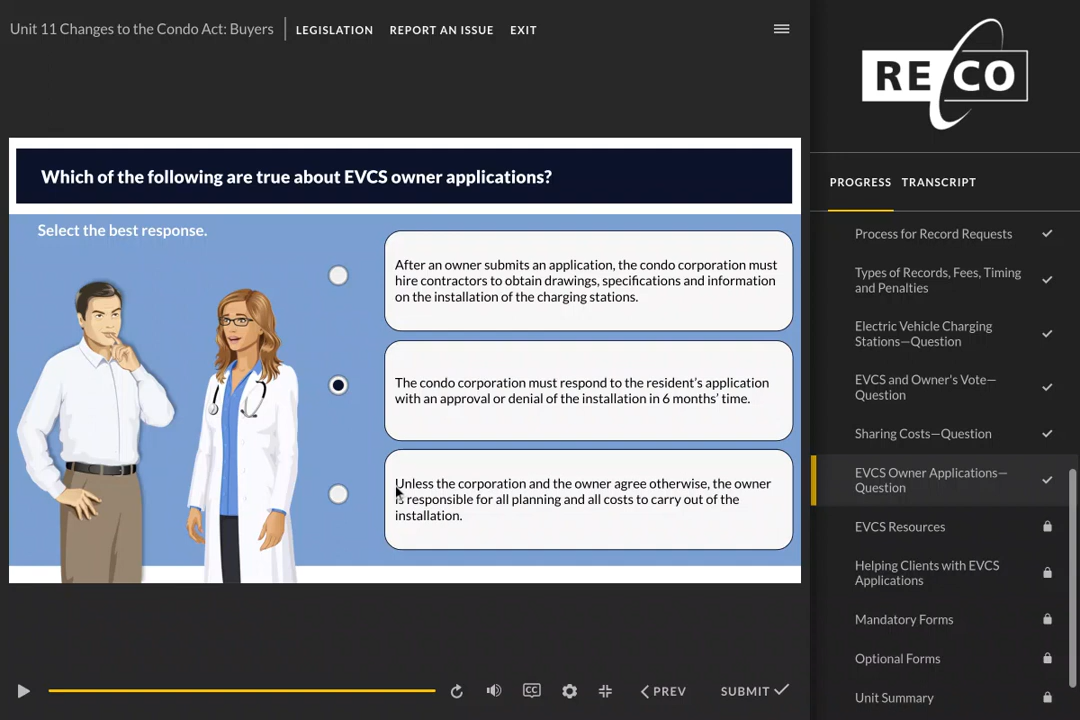 Unit 11 Changes to the Condo Act: Buyers
LEGISLATION
REPORT AN ISSUE
EXIT
RECO
PROGRESS
TRANSCRIPT
Which of the following are true about EVCS owner applications?
Select the best response.
After an owner submits an application, the condo corporation must
hire contractors to obtain drawings, specifications and information
on the installation of the charging stations.
The condo corporation must respond to the resident's application
with an approval or denial of the installation in 6 months' time.
Unless the corporation and the owner agree otherwise, the owner
is responsible for all planning and all costs to carry out of the
installation.
Process for Record Requests
Types of Records, Fees, Timing
and Penalties
Electric Vehicle Charging
Stations—Question
EVCS and Owner's Vote—
Question
Sharing Costs—Question
EVCS Owner Applications—
Question
EVCS Resources
Helping Clients with EVCS
Applications
Mandatory Forms
Optional Forms
Unit Summary
CC
PREV
SUBMIT